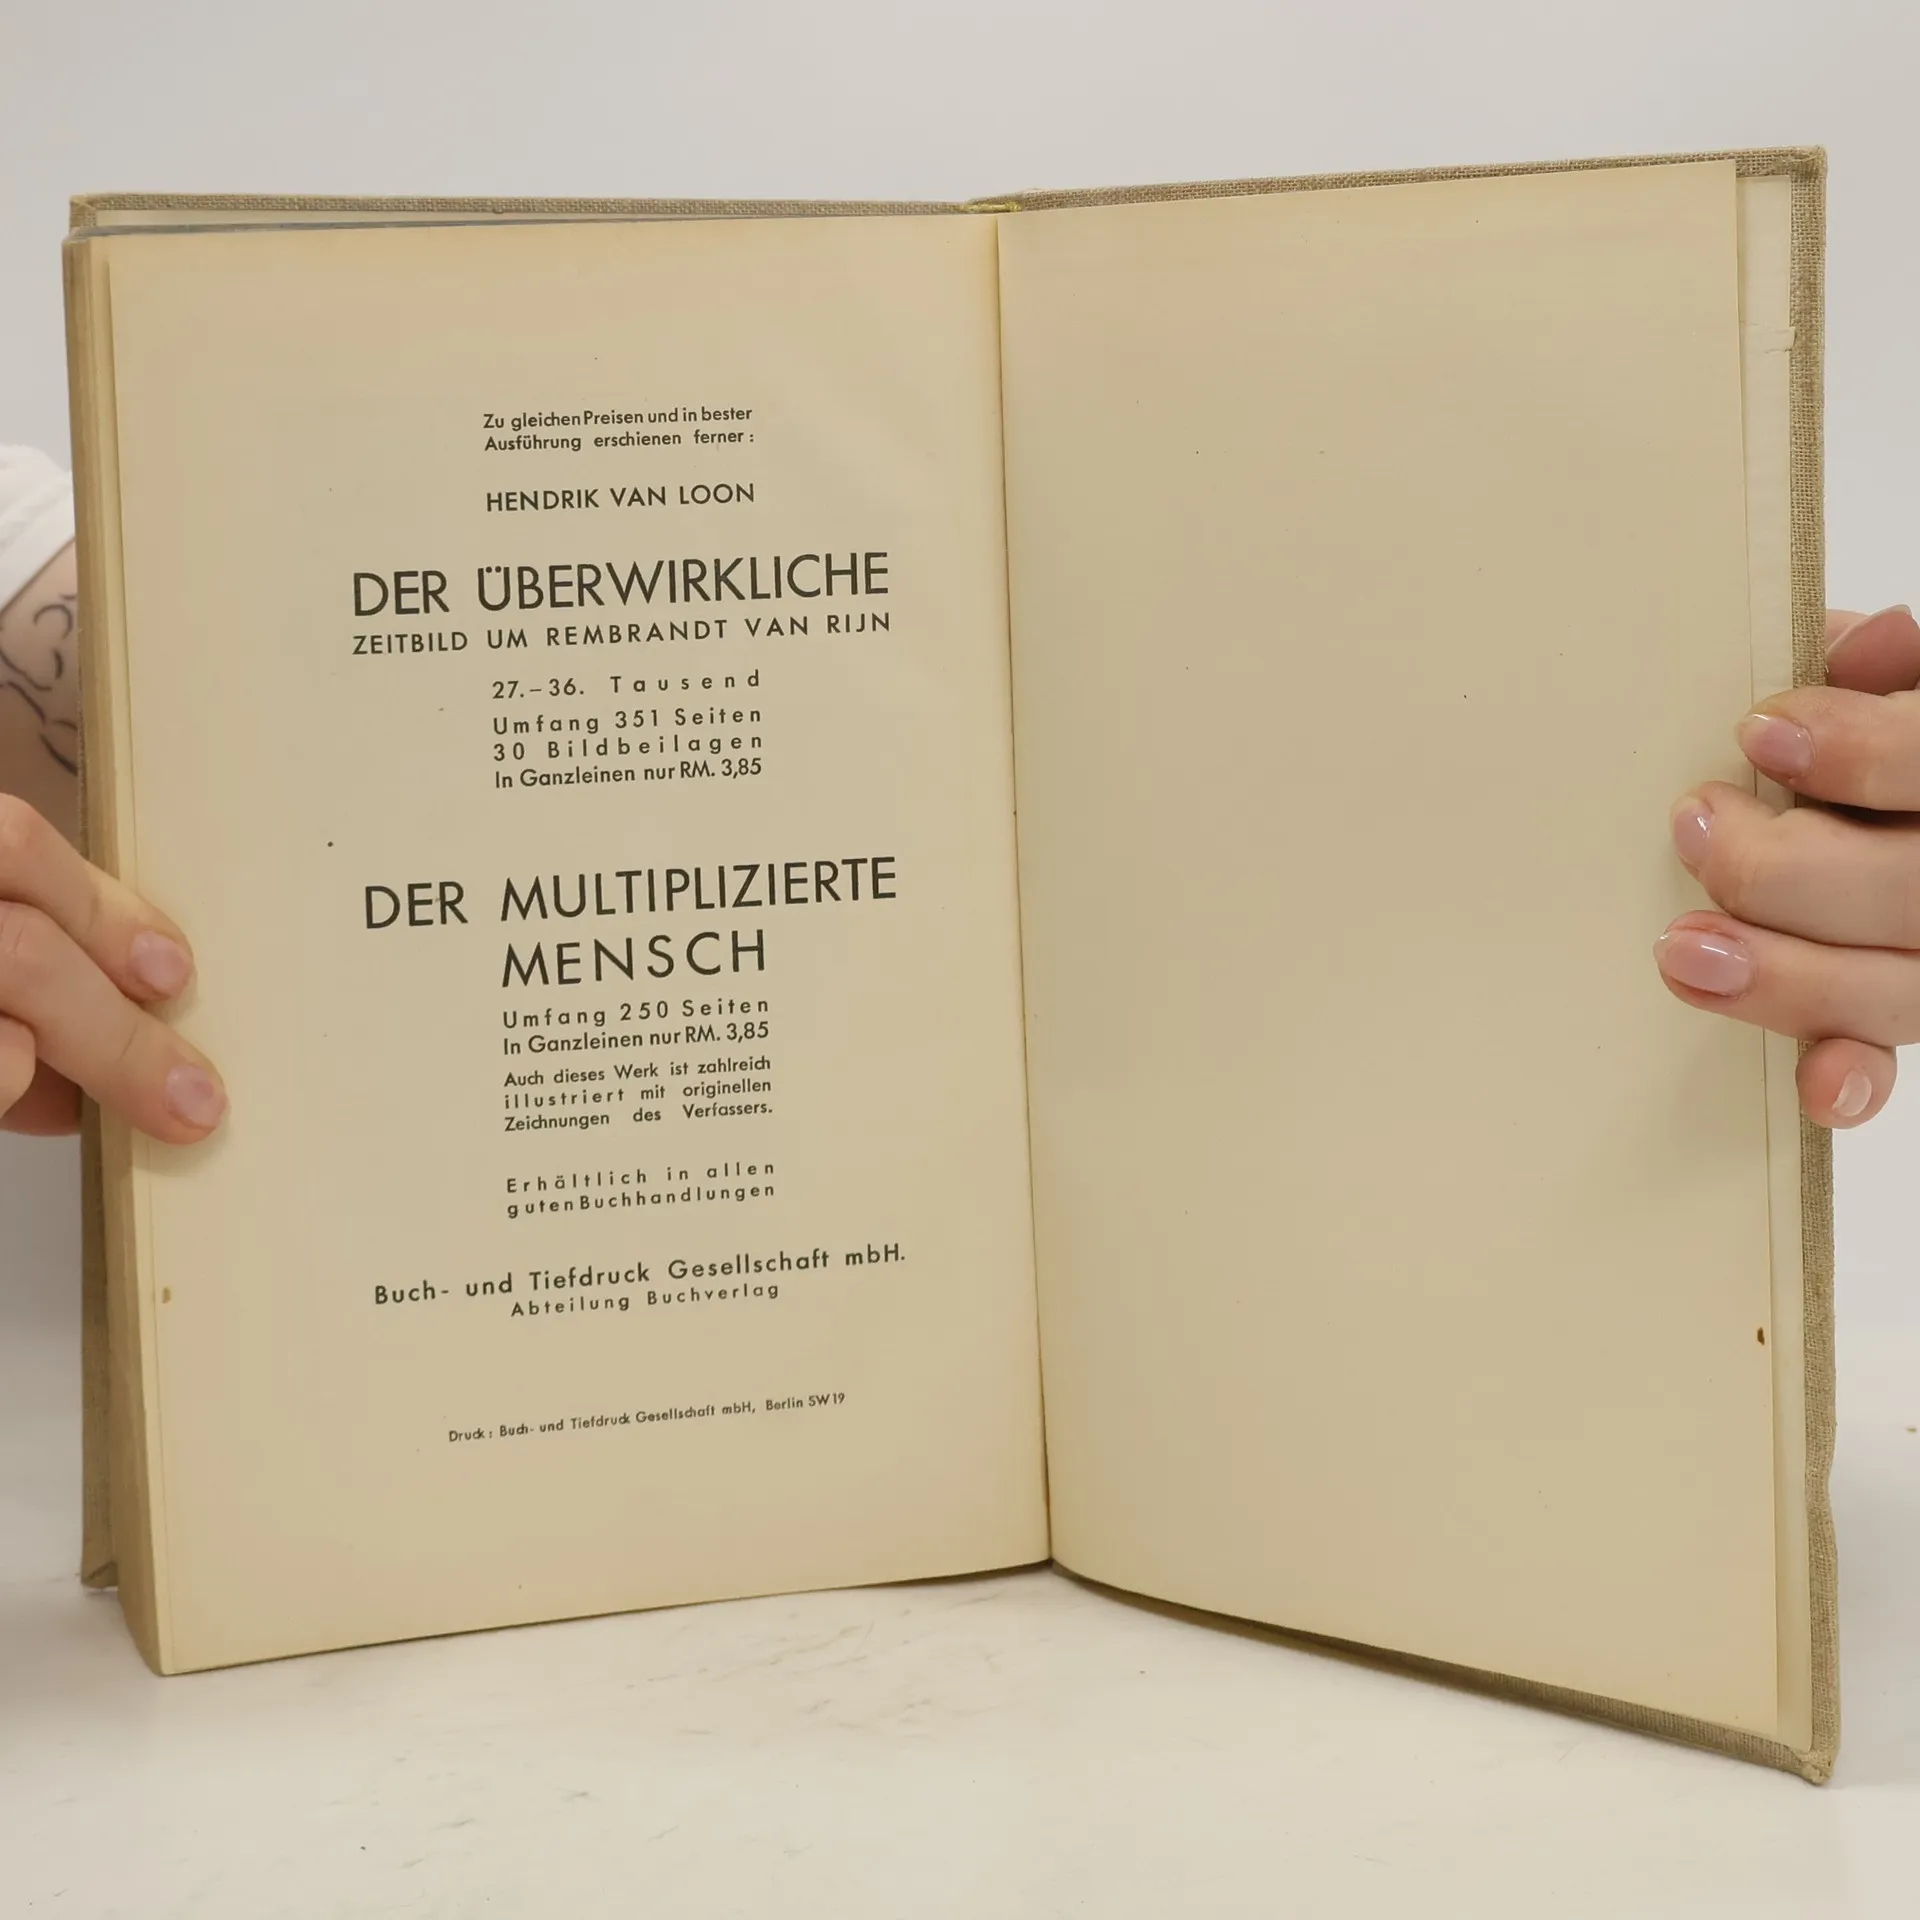 Zu gleichen Preisen und in bester
Ausführung erschienen ferner:
HENDRIK VAN LOON
DER ÜBERWIRKLICHE
ZEITBILD UM REMBRANDT VAN RIJN
27.–36. Tausend
Umfang 351 Seiten
30 Bildbeilagen
In Ganzleinen nur RM. 3,85
DER MULTIPLIZIERTE
MENSCH
Umfang 250 Seiten
In Ganzleinen nur RM. 3,85
Auch dieses Werk ist zahlreich
illustriert mit originellen
Zeichnungen des Verfassers.
Erhältlich in allen
guten Buchhandlungen
Buch- und Tiefdruck Gesellschaft mbH.
Abteilung Buchverlag
Druck: Buch- und Tiefdruck Gesellschaft mbH, Berlin SW 19